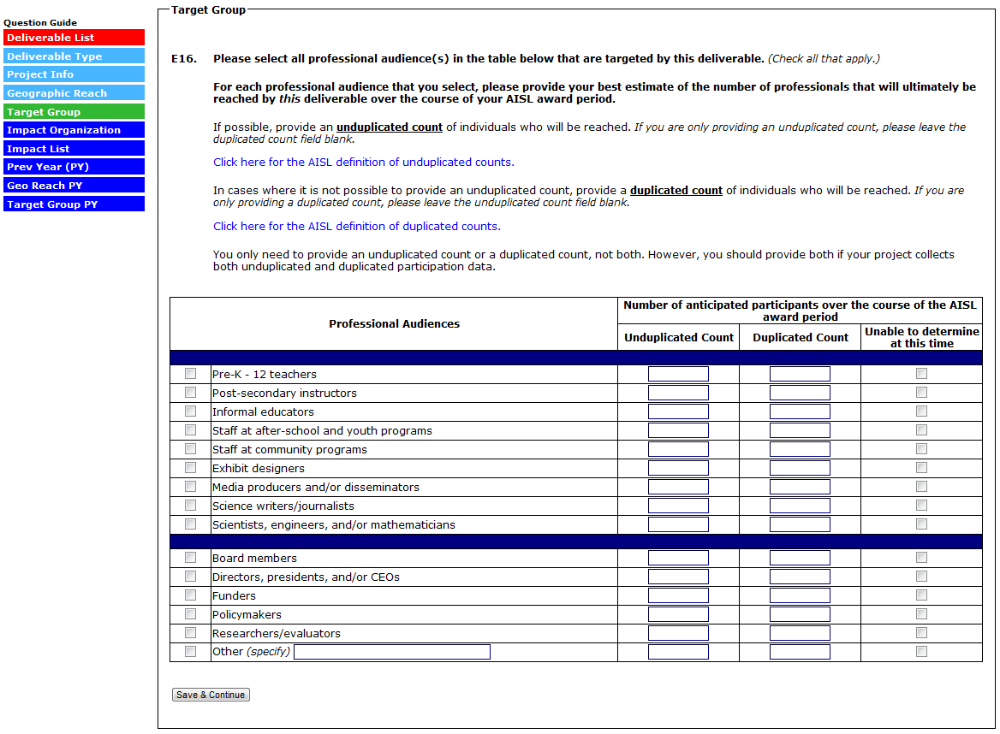 Question Guide
Deliverable List
Deliverable Type
Project Info
Geographic Reach
Target Group
Impact Organization
Impact List
Prev Year (PY)
Geo Reach PY
Target Group PY
Target Group
E16. Please select all professional audience(s) in the table below that are targeted by this deliverable. (Check all that apply.)
For each professional audience that you select, please provide your best estimate of the number of professionals that will ultimately be
reached by this deliverable over the course of your AISL award period.
If possible, provide an unduplicated count of individuals who will be reached. If you are only providing an unduplicated count, please leave the
duplicated count field blank.
Click here for the AISL definition of unduplicated counts.
In cases where it is not possible to provide an unduplicated count, provide a duplicated count of individuals who will be reached. If you are
only providing a duplicated count, please leave the unduplicated count field blank.
Click here for the AISL definition of duplicated counts.
You only need to provide an unduplicated count or a duplicated count, not both. However, you should provide both if your project collects
both unduplicated and duplicated participation data.
Professional Audiences
Number of anticipated participants over the course of the AISL
award period
Unduplicated Count
Duplicated Count
Unable to determine
at this time
Pre-K - 12 teachers
Post-secondary instructors
Informal educators
Staff at after-school and youth programs
Staff at community programs
Exhibit designers
Media producers and/or disseminators
Science writers/journalists
Scientists, engineers, and/or mathematicians
Board members
Directors, presidents, and/or CEOs
Funders
Policymakers
Researchers/evaluators
Other (specify)
Save & Continue